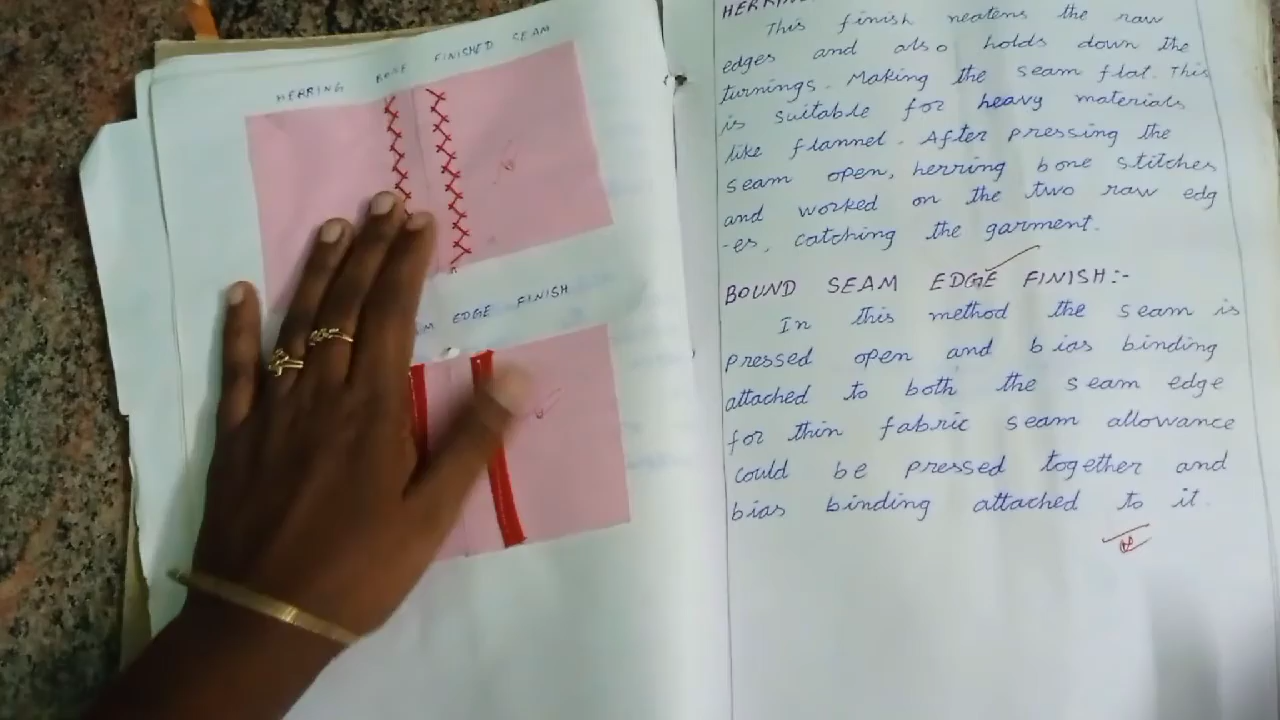 HERRING BONE FINISHED SEAM
EDGE FINISH
This finish neatens the raw
edges and also holds down the
turnings. Making the seam flat. This
is suitable for heavy materials
like flannel. After pressing the
seam open, herring bone stitches
and worked on the two raw edg
-es, catching the garment.
BOUND SEAM EDGE FINISH:-
In this method the seam is
pressed open and bias binding
attached to both the seam edge
for thin fabric seam allowance
could be pressed together and
bias binding attached to it.